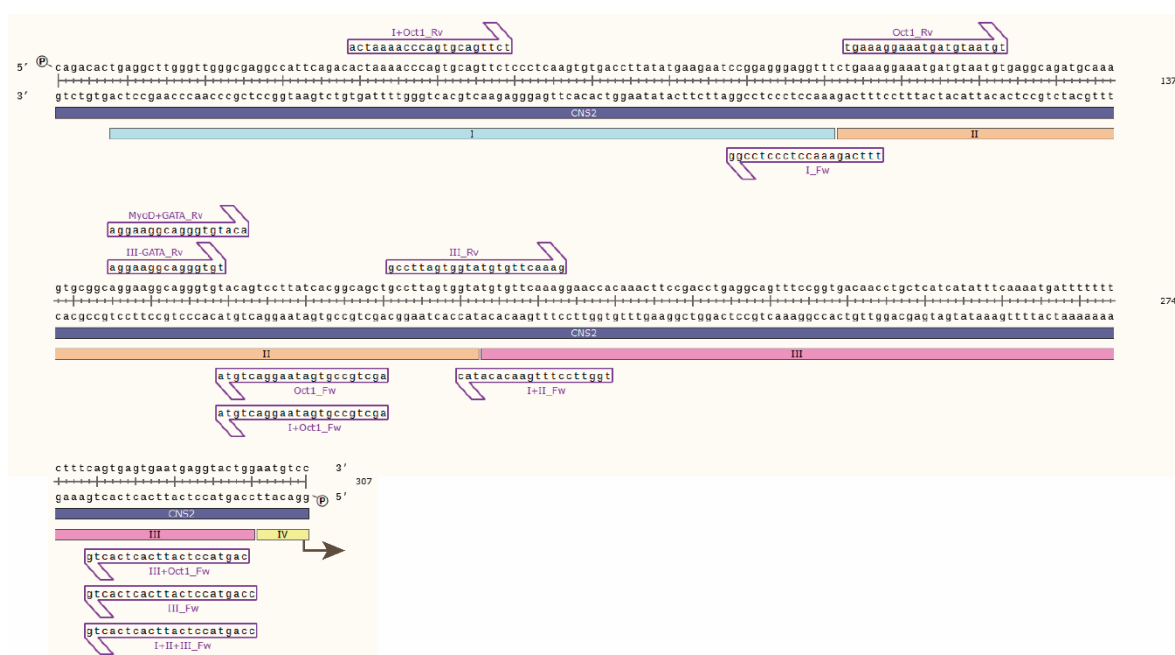 I+Oct1_Rv
Oct1_Rv
actaaaacccagtgcagttct
tgaaaggaaatgatgtaatgt
5′ P cagacactgaggcttgggttgggcgaggccattcagacactaaaacccagtgcagttctccctcaagtgtgaccttatatgaagaatccggagggaggtttctgaaaggaaatgatgtaatgtgaggcagatgcaaa
137
3′ gtctgtgactccgaacccaacccgctccggtaagtctgtgattttgggtcacgtcaagagggagttcacactggaatatacttcttaggcctccctccaaagactttcctttactacattacactccgtctacgttt
CNS2
I
II
ggcctccctccaaagacttt
I_Fw
MyoD+GATA_Rv
aggaaggcagggtgtaca
III-GATA_Rv
III_Rv
aggaaggcagggtgt
gccttagtggtatgtgttcaaag
gtgcggcaggaaggcagggtgtacagtccttatcacggcagctgccttagtggtatgtgttcaaaggaaccacaaacttccgacctgaggcagtttccggtgacaacctgctcatcatatttcaaaatgattttttt
274
cacgccgtccttccgtcccacatgtcaggaatagtgccgtcgacggaatcaccatacacaagtttccttggtgtttgaaggctggactccgtcaaaggccactgttggacgagtagtataaagttttactaaaaaaa
CNS2
II
III
atgtcaggaatagtgccgtcga
catacacaagtttccttggt
Oct1_Fw
I+II_Fw
atgtcaggaatagtgccgtcga
I+Oct1_Fw
ctttcagtgagtgaatgaggtactggaatgtcc 3′
307
gaaagtcactcacttactccatgaccttacagg P 5′
CNS2
III
IV
gtcactcacttactccatgac
III+Oct1_Fw
gtcactcacttactccatgacc
III_Fw
gtcactcacttactccatgacc
I+II+III_Fw